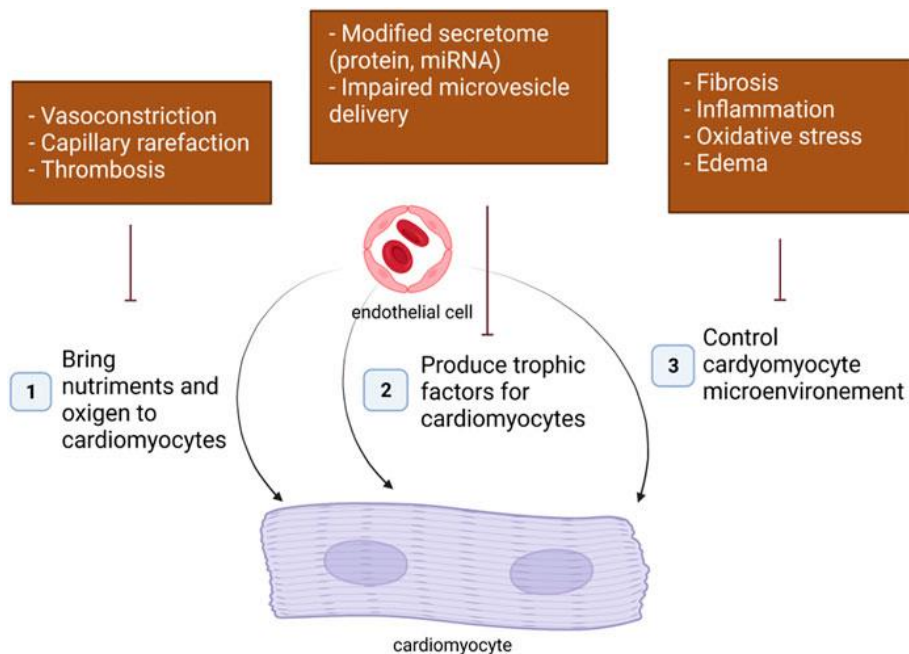 - Vasoconstriction
- Capillary rarefaction
- Thrombosis
- Modified secretome
(protein, miRNA)
- Impaired microvesicle
delivery
- Fibrosis
- Inflammation
- Oxidative stress
- Edema
endothelial cell
1
Bring
nutriments and
oxigen to
cardiomyocytes
2
Produce trophic
factors for
cardiomyocytes
3
Control
cardyomyocyte
microenvironement
cardiomyocyte